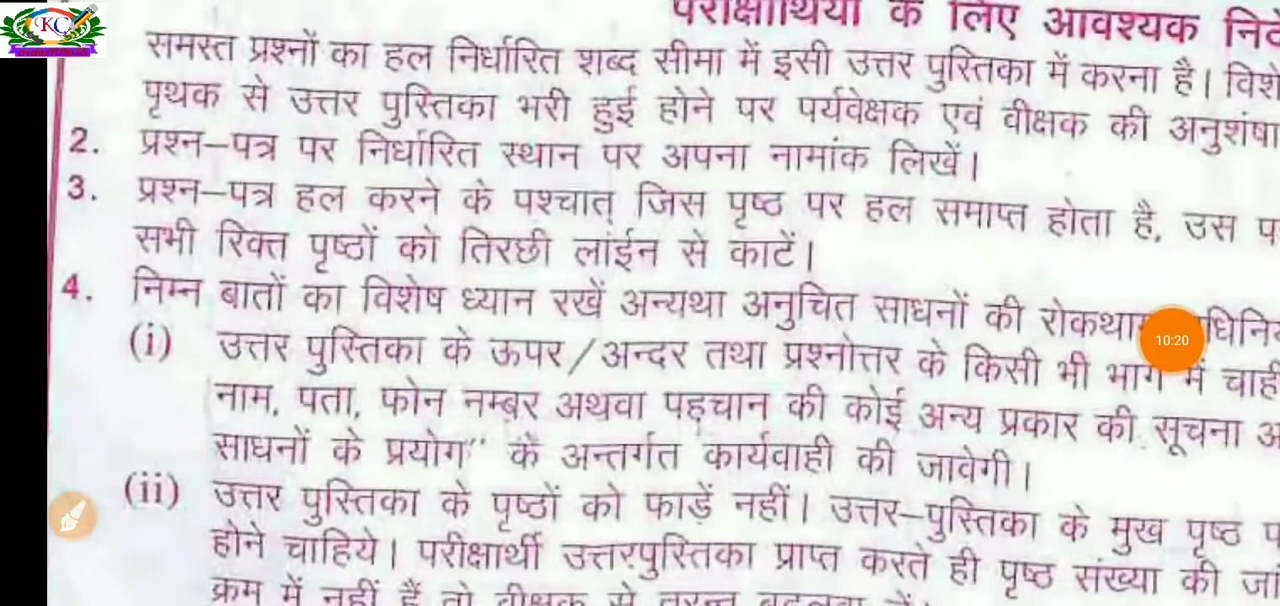 KC
परीक्षार्थियों के लिए आवश्यक
समस्त प्रश्नों का हल निर्धारित शब्द सीमा में इसी उत्तर पुस्तिका में करना है।
पृथक से उत्तर पुस्तिका भरी हुई होने पर पर्यवेक्षक एवं वीक्षक की अनुशंषा
2. प्रश्न–पत्र पर निर्धारित स्थान पर अपना नामांक लिखें।
3. प्रश्न–पत्र हल करने के पश्चात् जिस पृष्ठ पर हल समाप्त होता है, उस
सभी रिक्त पृष्ठों को तिरछी लाईन से काटें।
4. निम्न बातों का विशेष ध्यान रखें अन्यथा अनुचित साधनों की
(i) उत्तर पुस्तिका के ऊपर/अन्दर तथा प्रश्नोत्तर के किसी भी भाग में
10:20
नाम, पता, फोन नम्बर अथवा पहचान की कोई अन्य प्रकार की सूचना
साधनों के प्रयोग" के अन्तर्गत कार्यवाही की जावेगी।
(ii) उत्तर पुस्तिका के पृष्ठों को फाड़ें नहीं। उत्तर–पुस्तिका के मुख पृष्ठ
होने चाहिये। परीक्षार्थी उत्तरपुस्तिका प्राप्त करते ही पृष्ठ संख्या की
क्रम में नहीं हैं तो वीक्षक से तुरन्त